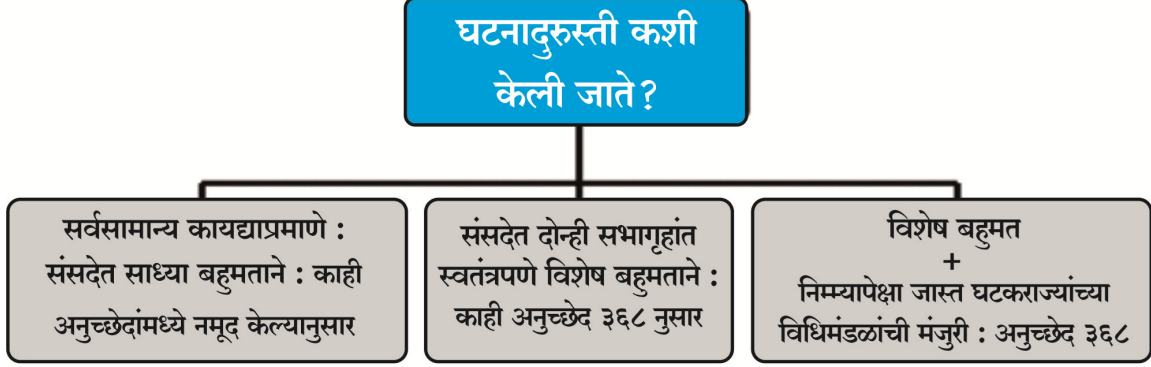 घटनादुरुस्ती कशी
केली जाते?
सर्वसामान्य कायद्याप्रमाणे :
संसदेत साध्या बहुमताने : काही
अनुच्छेदांमध्ये नमूद केल्यानुसार
संसदेत दोन्ही सभागृहांत
स्वतंत्रपणे विशेष बहुमताने :
काही अनुच्छेद ३६८ नुसार
विशेष बहुमत
+
निम्म्यापेक्षा जास्त घटकराज्यांच्या
विधिमंडळांची मंजुरी : अनुच्छेद ३६८